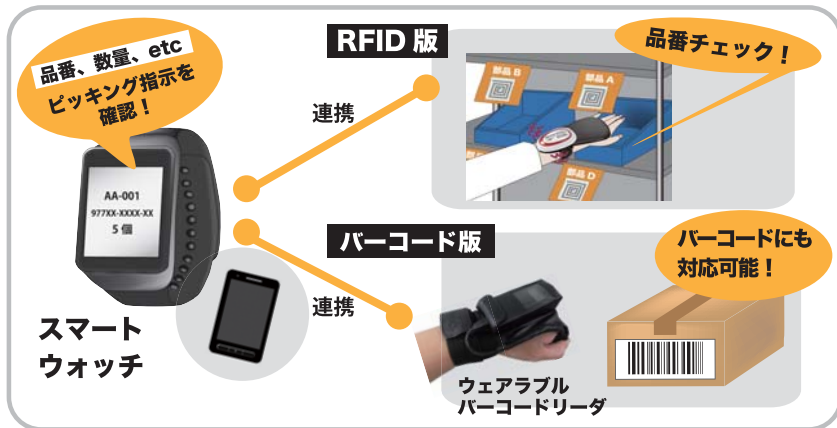 品番、数量、etc
ピッキング指示を
確認！
AA-001
977XX-XXXX-XX
5個
スマート
ウォッチ
連携
RFID 版
品番チェック！
部品 B
部品 A
部品 D
連携
バーコード版
バーコードにも
対応可能！
ウェアラブル
バーコードリーダ